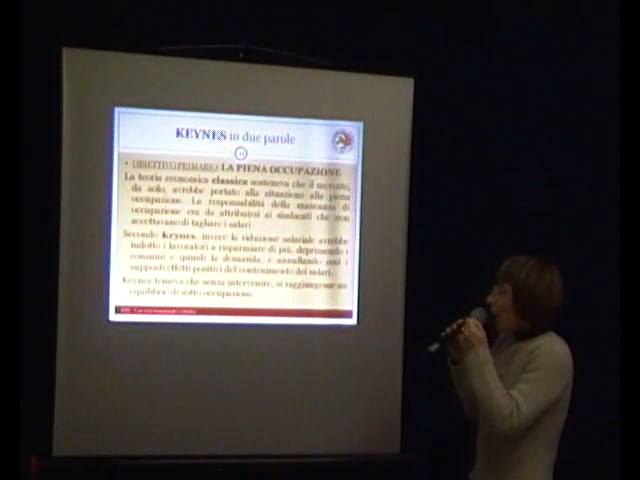 KEYNES in due parole
• OBIETTIVO PRIMARIO: LA PIENA OCCUPAZIONE
La teoria economica classica sosteneva che il mercato,
da solo, avrebbe portato alla situazione alla piena
occupazione. La responsabilità della mancanza di
occupazione era da attribuirsi ai sindacati che non
accettavano di tagliare i salari.
Secondo Keynes, invece la riduzione salariale avrebbe
indotto i lavoratori a risparmiare di più, deprimendo i
consumi e quindi la domanda, e annullando così i
supposti effetti positivi del contenimento dei salari.
Keynes temeva che senza intervenire, si raggiungesse un
equilibrio di sotto occupazione.